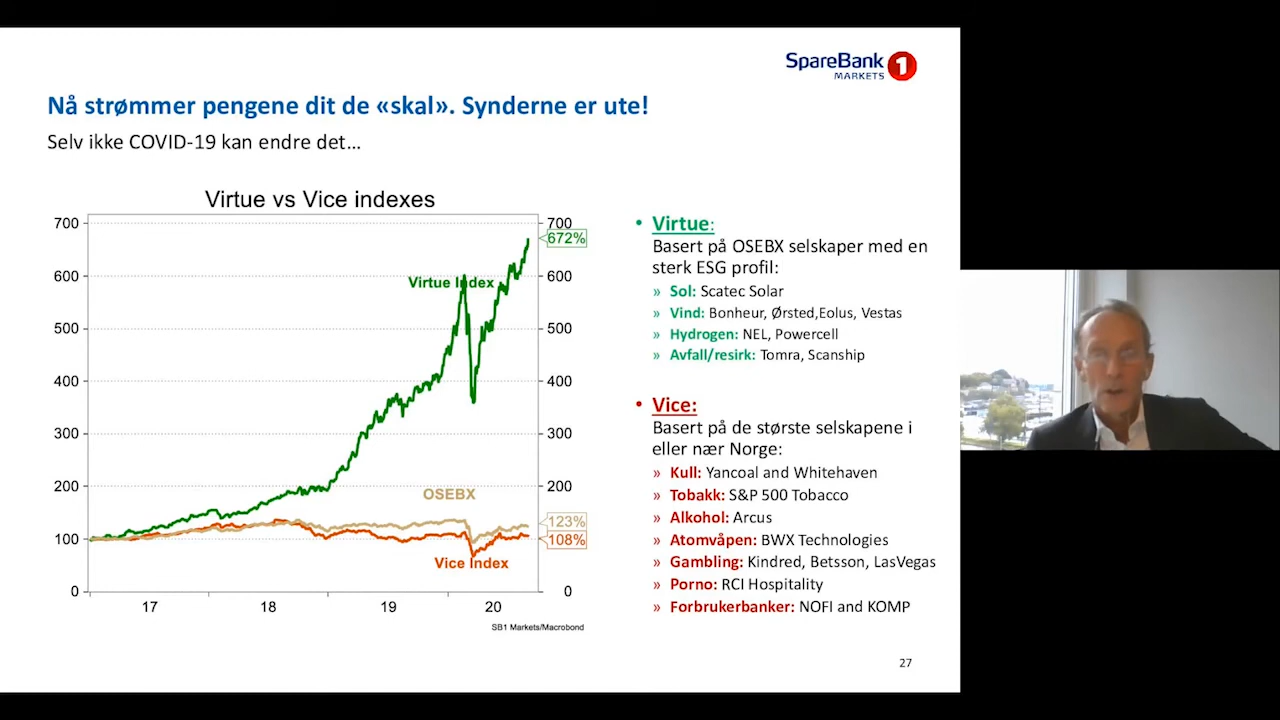 SpareBank 1
MARKETS
Nå strømmer pengene dit de «skal». Synderne er ute!
Selv ikke COVID-19 kan endre det…
Virtue vs Vice indexes
700
600
500
400
300
200
100
0
700
672%
600
500
400
300
200
123%
108%
0
Virtue Index
OSEBX
Vice Index
17 18 19 20
SB1 Markets/Macrobond
• Virtue:
Basert på OSEBX selskaper med en
sterk ESG profil:
» Sol: Scatec Solar
» Vind: Bonheur, Ørsted,Eolus, Vestas
» Hydrogen: NEL, Powercell
» Avfall/resirk: Tomra, Scanship
• Vice:
Basert på de største selskapene i
eller nær Norge:
» Kull: Yancoal and Whitehaven
» Tobakk: S&P 500 Tobacco
» Alkohol: Arcus
» Atomvåpen: BWX Technologies
» Gambling: Kindred, Betsson, LasVegas
» Porno: RCI Hospitality
» Forbrukerbanker: NOFI and KOMP
27